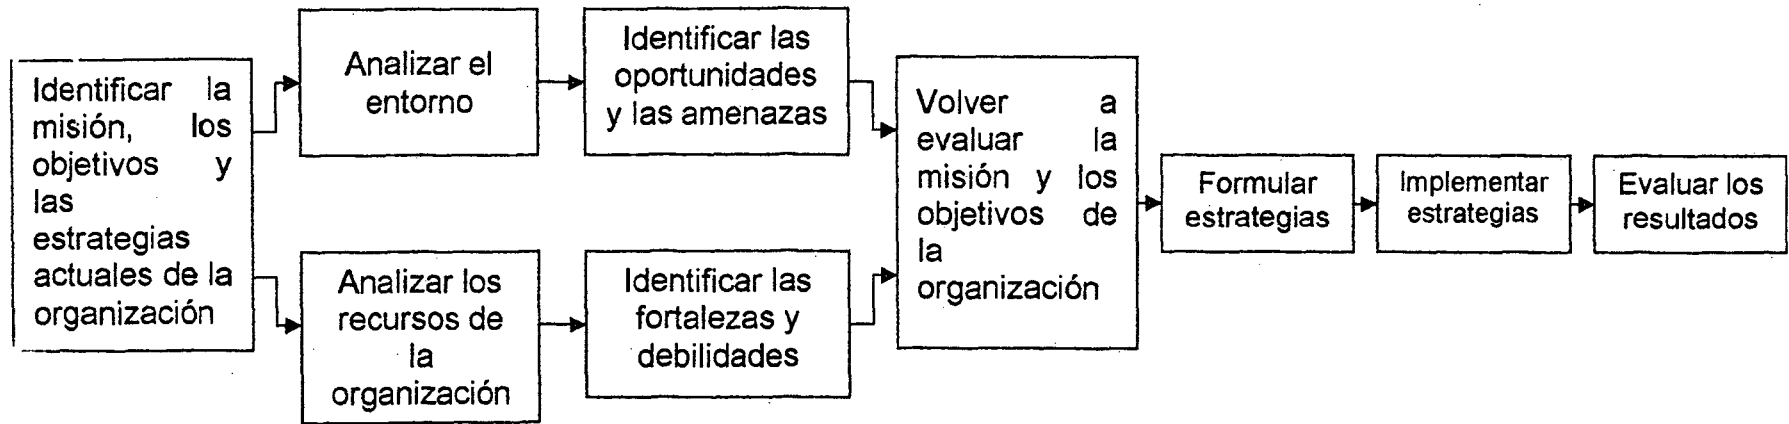 Identificar la
misión, los
objetivos y
las
estrategias
actuales de la
organización
Analizar el
entorno
Identificar las
oportunidades
y las amenazas
Analizar los
recursos de
la
organización
Identificar las
fortalezas y
debilidades
Volver a
evaluar la
misión y los
objetivos de
la
organización
Formular
estrategias
Implementar
estrategias
Evaluar los
resultados